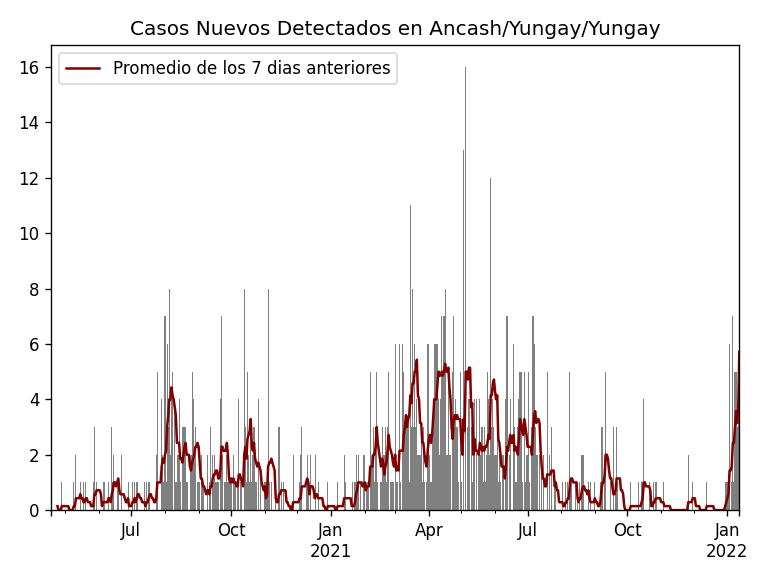 Casos Nuevos Detectados en Ancash/Yungay/Yungay
Promedio de los 7 dias anteriores
16
14
12
10
8
6
4
2
0
Jul
Oct
Jan
2021
Apr
Jul
Oct
Jan
2022